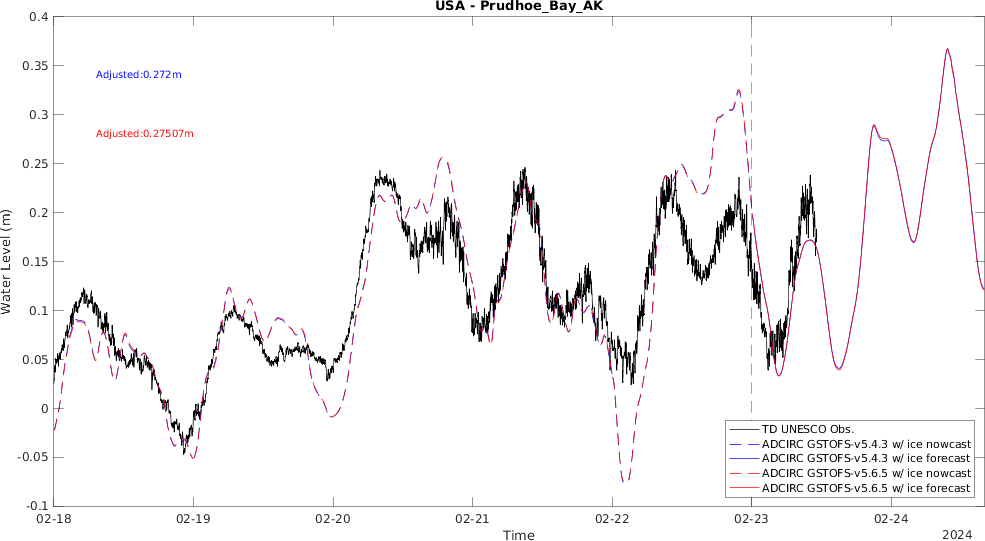 USA - Prudhoe_Bay_AK
0.4
0.35
0.3
0.25
0.2
0.15
0.1
0.05
0
-0.05
-0.1
Water Level (m)
Adjusted:0.272m
Adjusted:0.27507m
TD UNESCO Obs.
ADCIRC GSTOFS-v5.4.3 w/ ice nowcast
ADCIRC GSTOFS-v5.4.3 w/ ice forecast
ADCIRC GSTOFS-v5.6.5 w/ ice nowcast
ADCIRC GSTOFS-v5.6.5 w/ ice forecast
02-18 02-19 02-20 02-21 02-22 02-23 02-24
Time
2024